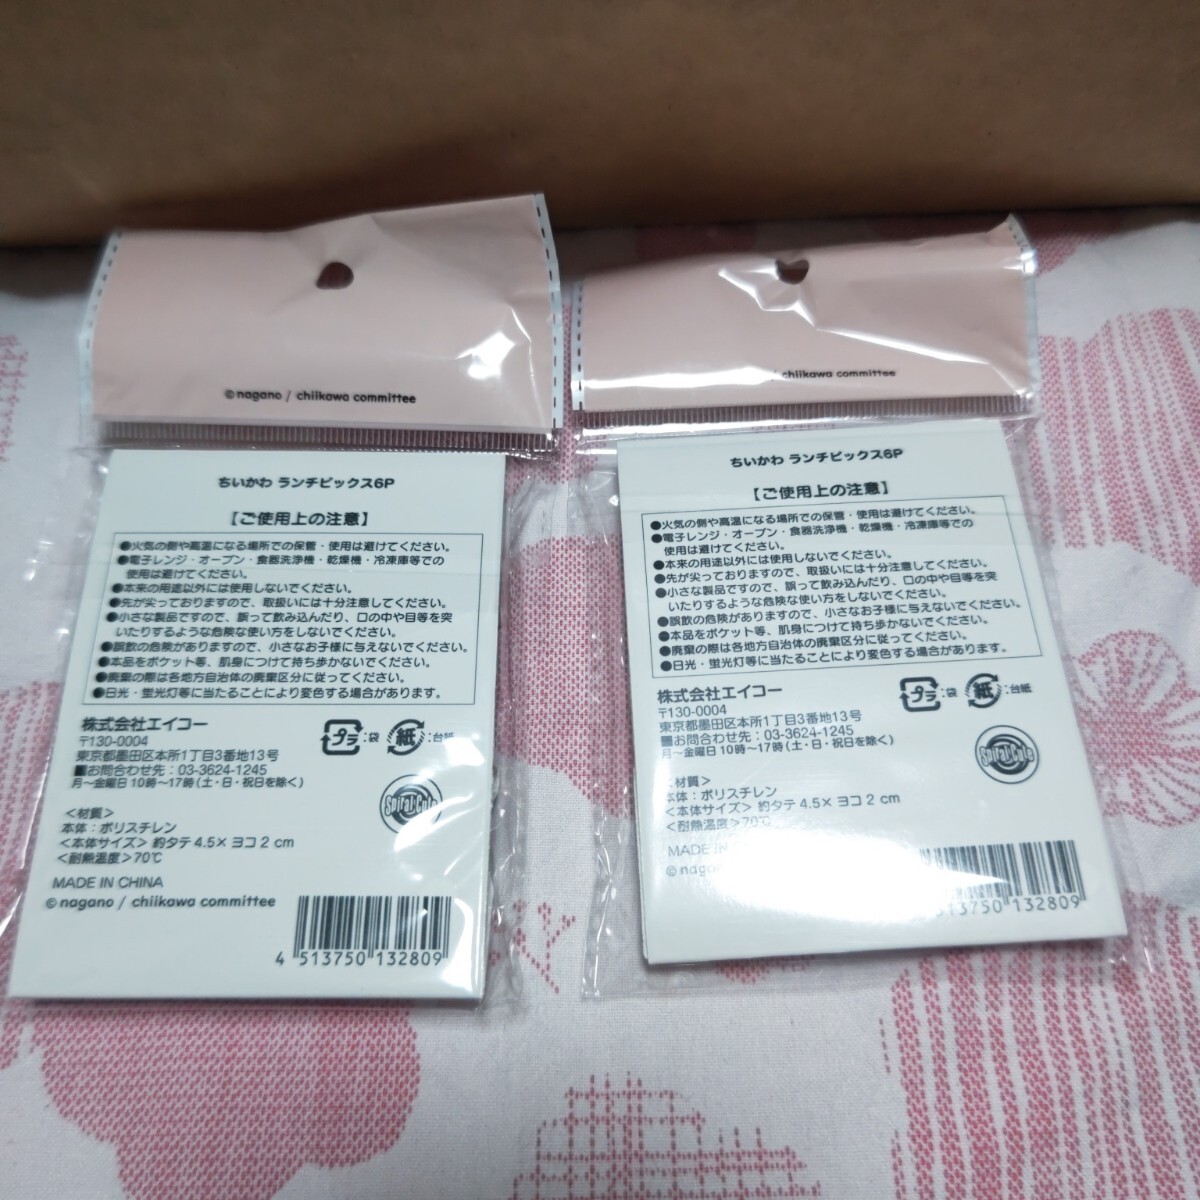 ©nagano / chiikawa committee
ちいかわ ランチピックス6P
【ご使用上の注意】
●火気の側や高温になる場所での保管・使用は避けてください。
●電子レンジ・オーブン・食器洗浄機・乾燥機・冷凍庫等での
使用は避けてください。
●本来の用途以外には使用しないでください。
●先が尖っておりますので、取扱いには十分注意してください。
●小さな製品ですので、誤って飲み込んだり、口の中や目等を突
いたりするような危険な使い方をしないでください。
●誤飲の危険がありますので、小さなお子様に与えないでください。
●本品をポケット等、肌身につけて持ち歩かないでください。
●廃棄の際は各地方自治体の廃棄区分に従ってください。
●日光・蛍光灯等に当たることにより変色する場合があります。
株式会社エイコー
〒130-0004
東京都墨田区本所1丁目3番地13号
■お問合わせ先：03-3624-1245
月〜金曜日 10時〜17時(土・日・祝日を除く)
プラ :袋 紙 :台紙
Spiral Cute
<材質>
本体：ポリスチレン
<本体サイズ> 約タテ 4.5× ヨコ 2 cm
<耐熱温度>70℃
MADE IN CHINA
©nagano / chiikawa committee
4 513750 132809
/ chiikawa committee
ちいかわ ランチピックス6P
【ご使用上の注意】
●火気の側や高温になる場所での保管・使用は避けてください。
●電子レンジ・オーブン・食器洗浄機・乾燥機・冷凍庫等での
使用は避けてください。
●本来の用途以外には使用しないでください。
●先が尖っておりますので、取扱いには十分注意してください。
●小さな製品ですので、誤って飲み込んだり、口の中や目等を突
いたりするような危険な使い方をしないでください。
●誤飲の危険がありますので、小さなお子様に与えないでください。
●本品をポケット等、肌身につけて持ち歩かないでください。
●廃棄の際は各地方自治体の廃棄区分に従ってください。
●日光・蛍光灯等に当たることにより変色する場合があります。
株式会社エイコー
〒130-0004
東京都墨田区本所1丁目3番地13号
■お問合わせ先：03-3624-1245
月〜金曜日 10時〜17時(土・日・祝日を除く)
プラ :袋 紙 :台紙
Spiral Cute
<材質>
本体：ポリスチレン
<本体サイズ> 約タテ 4.5× ヨコ 2 cm
<耐熱温度>70℃
MADE IN
513750 132809